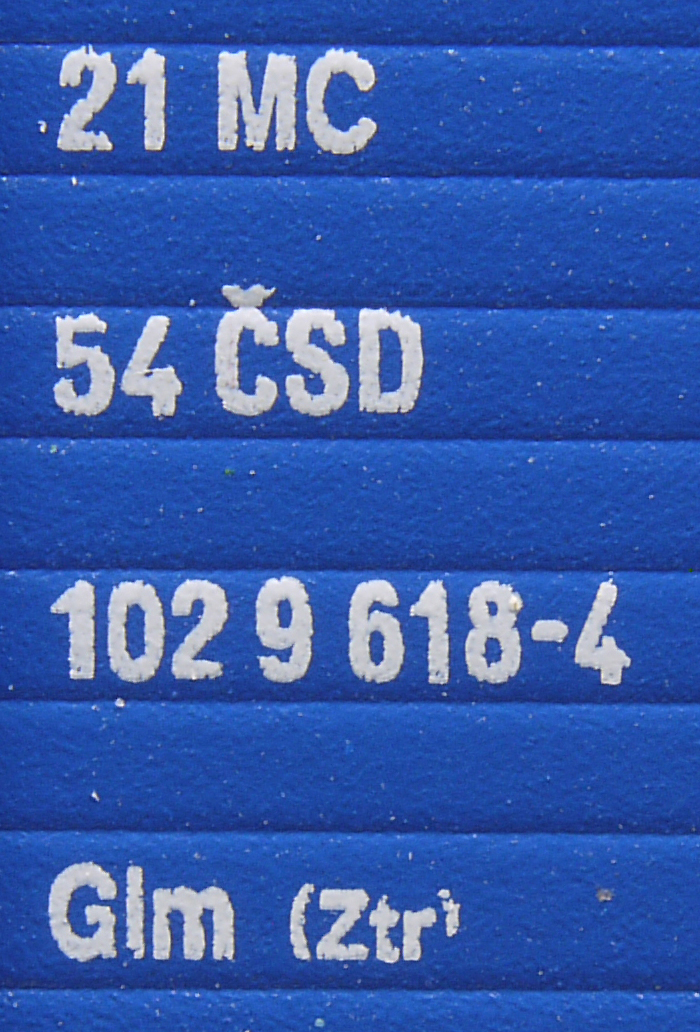 21 MC
54 ČSD
102 9 618-4
Glm (Ztr)